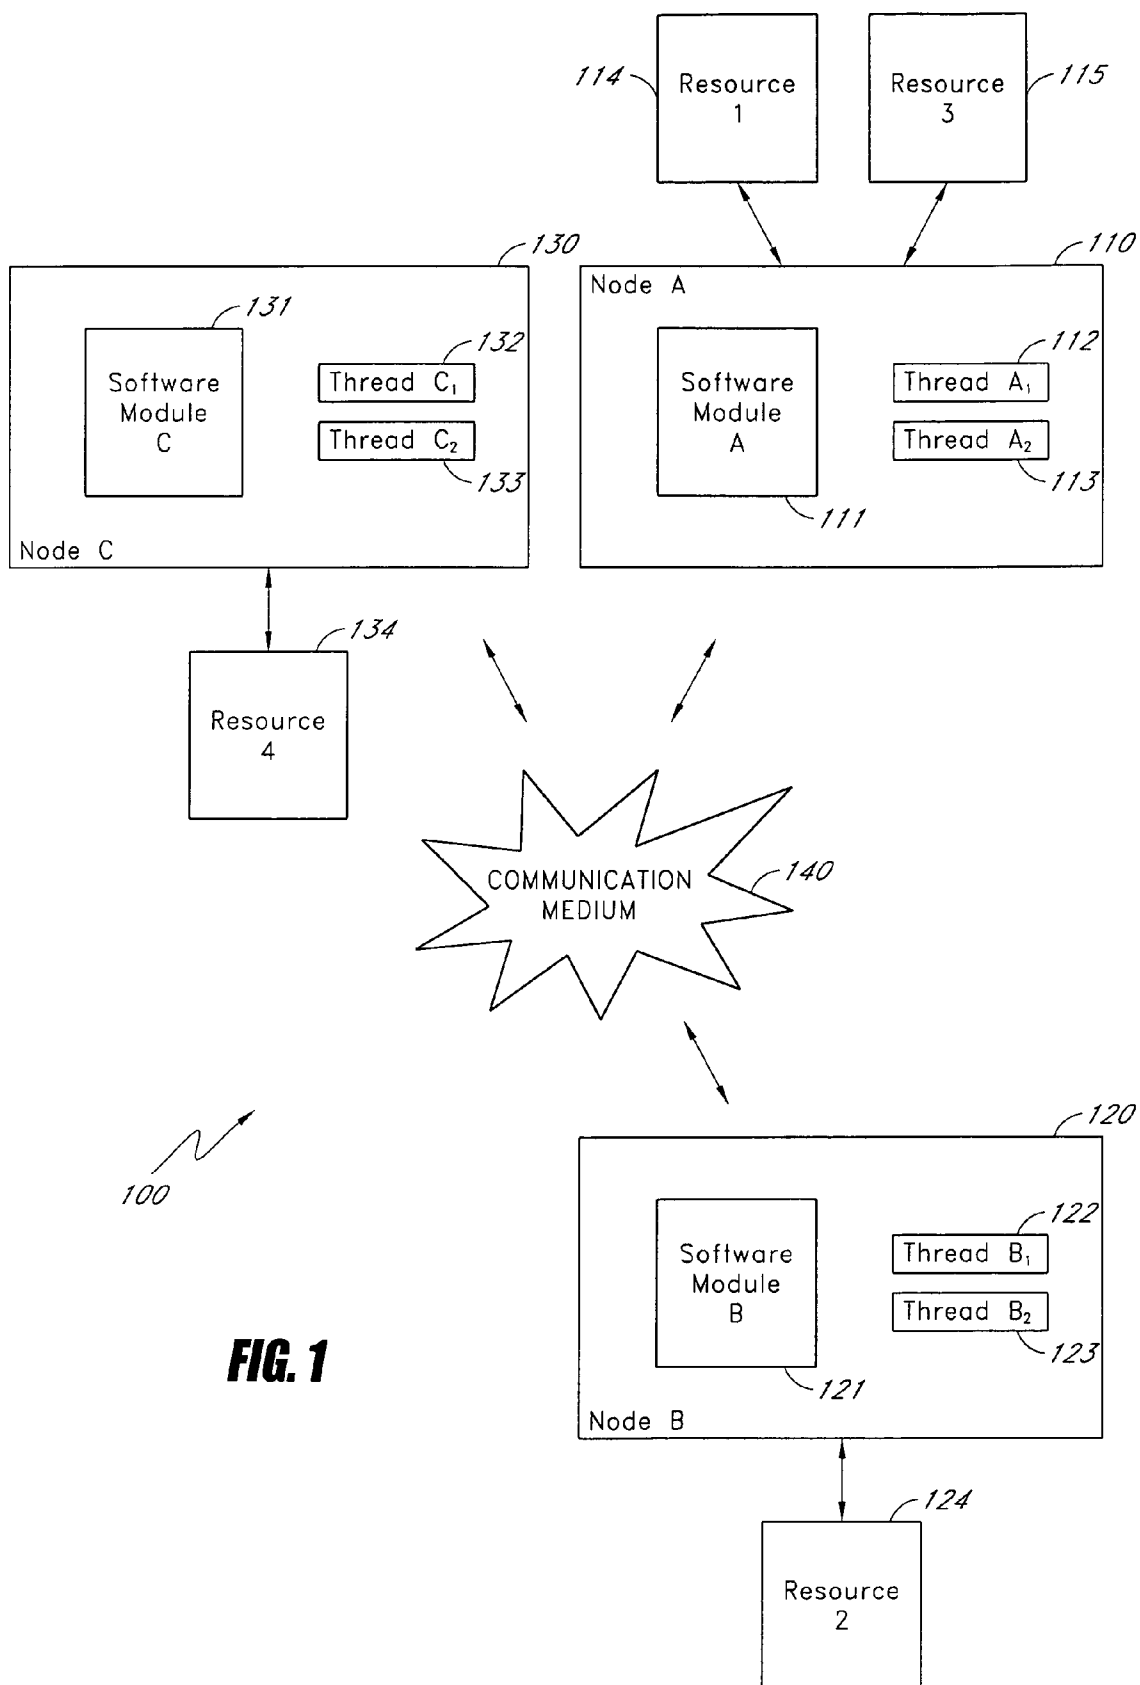 114
Resource
1
Resource
3
115
130
110
Node A
131
Software
Module
C
132
Thread C₁
Thread C₂
133
Node C
Software
Module
A
111
112
Thread A₁
Thread A₂
113
134
Resource
4
COMMUNICATION
MEDIUM
140
100
120
Software
Module
B
121
122
Thread B₁
Thread B₂
123
Node B
FIG. 1
124
Resource
2